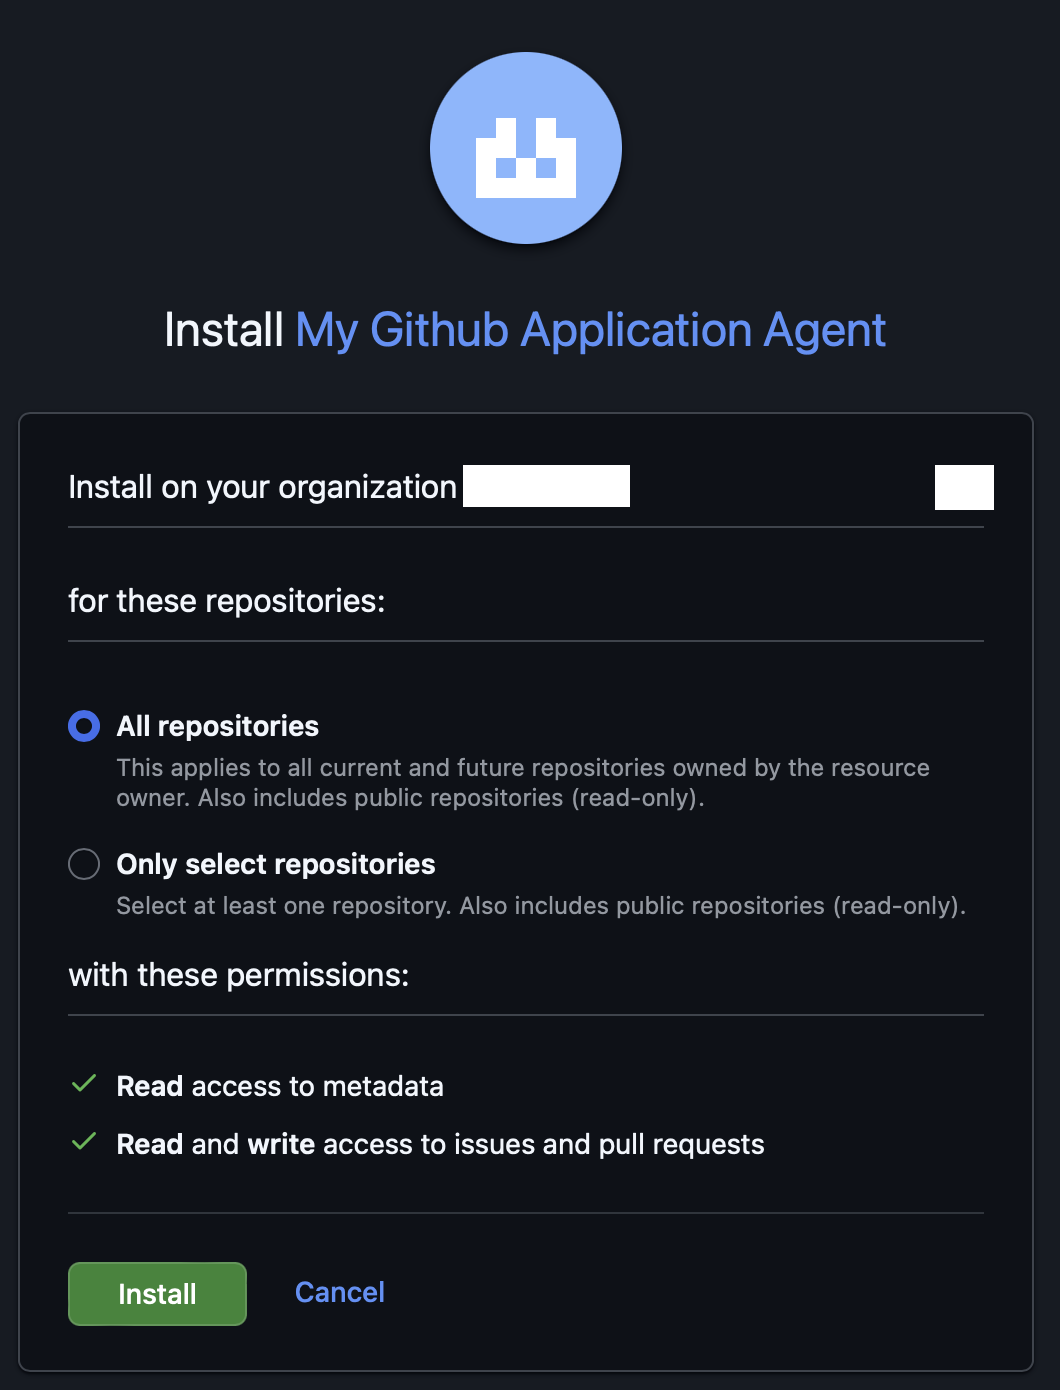 Install My Github Application Agent
Install on your organization
for these repositories:
All repositories
This applies to all current and future repositories owned by the resource
owner. Also includes public repositories (read-only).
Only select repositories
Select at least one repository. Also includes public repositories (read-only).
with these permissions:
Read access to metadata
Read and write access to issues and pull requests
Install
Cancel